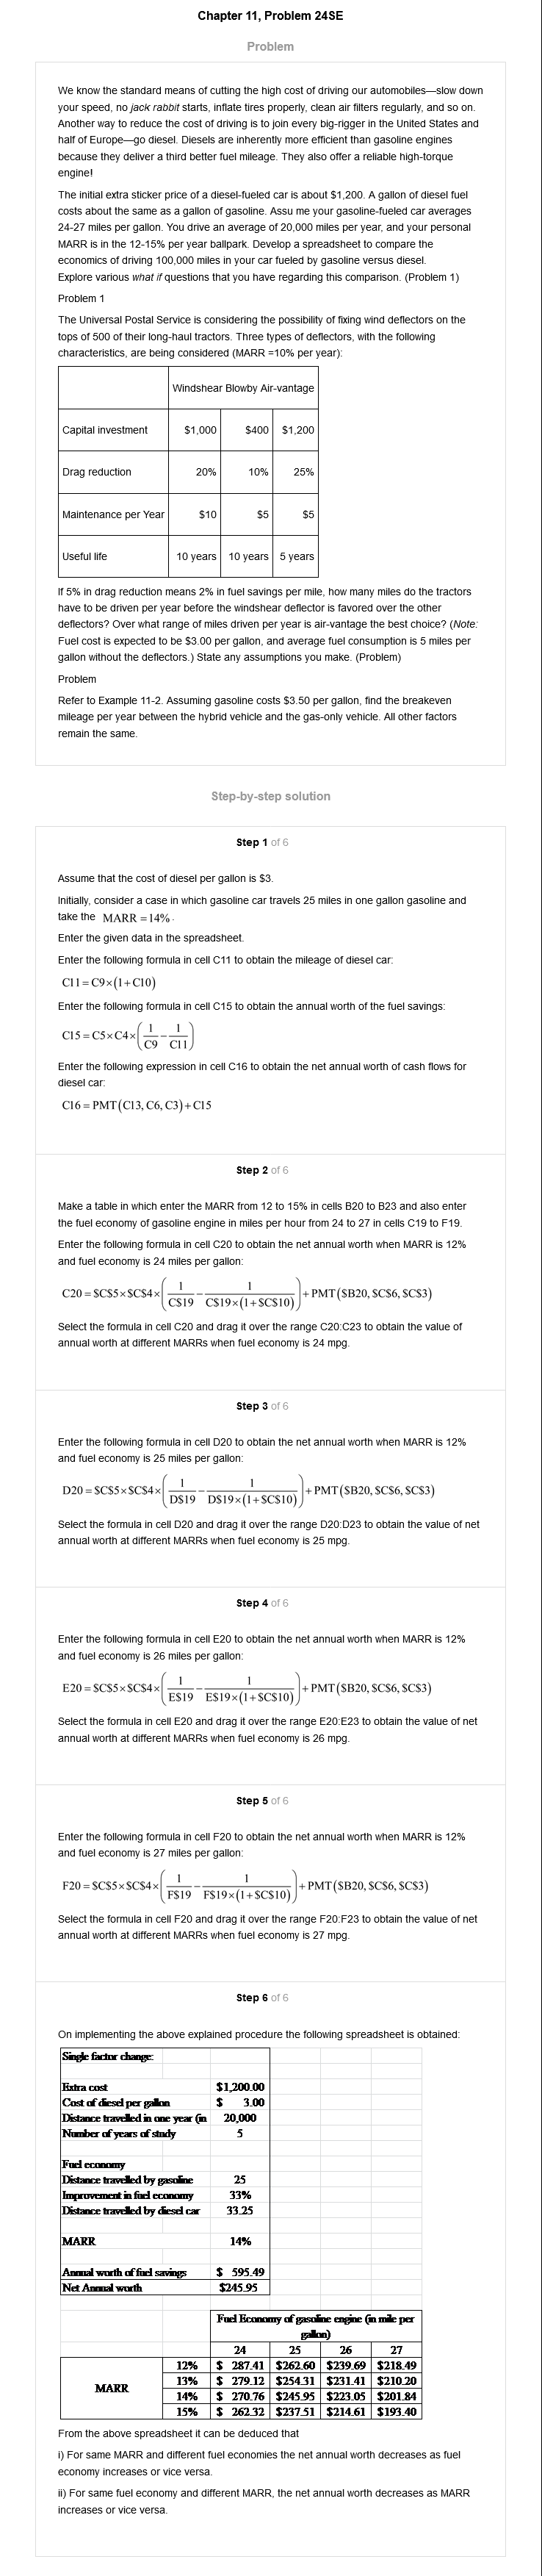 Chapter 11, Problem 24SE
Problem
We know the standard means of cutting the high cost of driving our automobiles—slow down
your speed, no jack rabbit starts, inflate tires properly, clean air filters regularly, and so on.
Another way to reduce the cost of driving is to join every big-rigger in the United States and
half of Europe—go diesel. Diesels are inherently more efficient than gasoline engines
because they deliver a third better fuel mileage. They also offer a reliable high-torque
engine!
The initial extra sticker price of a diesel-fueled car is about $1,200. A gallon of diesel fuel
costs about the same as a gallon of gasoline. Assu me your gasoline-fueled car averages
24-27 miles per gallon. You drive an average of 20,000 miles per year, and your personal
MARR is in the 12-15% per year ballpark. Develop a spreadsheet to compare the
economics of driving 100,000 miles in your car fueled by gasoline versus diesel.
Explore various what if questions that you have regarding this comparison. (Problem 1)
Problem 1
The Universal Postal Service is considering the possibility of fixing wind deflectors on the
tops of 500 of their long-haul tractors. Three types of deflectors, with the following
characteristics, are being considered (MARR =10% per year):
Windshear Blowby Air-vantage
Capital investment $1,000 $400 $1,200
Drag reduction 20% 10% 25%
Maintenance per Year $10 $5 $5
Useful life 10 years 10 years 5 years
If 5% in drag reduction means 2% in fuel savings per mile, how many miles do the tractors
have to be driven per year before the windshear deflector is favored over the other
deflectors? Over what range of miles driven per year is air-vantage the best choice? (Note:
Fuel cost is expected to be $3.00 per gallon, and average fuel consumption is 5 miles per
gallon without the deflectors.) State any assumptions you make. (Problem)
Problem
Refer to Example 11-2. Assuming gasoline costs $3.50 per gallon, find the breakeven
mileage per year between the hybrid vehicle and the gas-only vehicle. All other factors
remain the same.
Step-by-step solution
Step 1 of 6
Assume that the cost of diesel per gallon is $3.
Initially, consider a case in which gasoline car travels 25 miles in one gallon gasoline and
take the MARR = 14% .
Enter the given data in the spreadsheet.
Enter the following formula in cell C11 to obtain the mileage of diesel car:
C11 = C9×(1+C10)
Enter the following formula in cell C15 to obtain the annual worth of the fuel savings:
C15 = C5×C4×(1/C9 − 1/C11)
Enter the following expression in cell C16 to obtain the net annual worth of cash flows for
diesel car:
C16 = PMT(C13, C6, C3)+C15
Step 2 of 6
Make a table in which enter the MARR from 12 to 15% in cells B20 to B23 and also enter
the fuel economy of gasoline engine in miles per hour from 24 to 27 in cells C19 to F19.
Enter the following formula in cell C20 to obtain the net annual worth when MARR is 12%
and fuel economy is 24 miles per gallon:
C20 = $C$5×$C$4×(1/C$19 − 1/C$19×(1+$C$10))+PMT($B20, $C$6, $C$3)
Select the formula in cell C20 and drag it over the range C20:C23 to obtain the value of
annual worth at different MARRs when fuel economy is 24 mpg.
Step 3 of 6
Enter the following formula in cell D20 to obtain the net annual worth when MARR is 12%
and fuel economy is 25 miles per gallon:
D20 = $C$5×$C$4×(1/D$19 − 1/D$19×(1+$C$10))+PMT($B20, $C$6, $C$3)
Select the formula in cell D20 and drag it over the range D20:D23 to obtain the value of net
annual worth at different MARRs when fuel economy is 25 mpg.
Step 4 of 6
Enter the following formula in cell E20 to obtain the net annual worth when MARR is 12%
and fuel economy is 26 miles per gallon:
E20 = $C$5×$C$4×(1/E$19 − 1/E$19×(1+$C$10))+PMT($B20, $C$6, $C$3)
Select the formula in cell E20 and drag it over the range E20:E23 to obtain the value of net
annual worth at different MARRs when fuel economy is 26 mpg.
Step 5 of 6
Enter the following formula in cell F20 to obtain the net annual worth when MARR is 12%
and fuel economy is 27 miles per gallon:
F20 = $C$5×$C$4×(1/F$19 − 1/F$19×(1+$C$10))+PMT($B20, $C$6, $C$3)
Select the formula in cell F20 and drag it over the range F20:F23 to obtain the value of net
annual worth at different MARRs when fuel economy is 27 mpg.
Step 6 of 6
On implementing the above explained procedure the following spreadsheet is obtained:
Single factor change:
Extra cost $1,200.00
Cost of diesel per gallon $ 3.00
Distance travelled in one year (in 20,000
Number of years of study 5
Fuel economy
Distance travelled by gasoline 25
Improvement in fuel economy 33%
Distance travelled by diesel car 33.25
MARR 14%
Annual worth of fuel savings $ 595.49
Net Annual worth $245.95
Fuel Economy of gasoline engine (in mile per
gallon)
24 25 26 27
12% $ 287.41 $262.60 $239.69 $218.49
13% $ 279.12 $254.31 $231.41 $210.20
MARR
14% $ 270.76 $245.95 $223.05 $201.84
15% $ 262.32 $237.51 $214.61 $193.40
From the above spreadsheet it can be deduced that
i) For same MARR and different fuel economies the net annual worth decreases as fuel
economy increases or vice versa.
ii) For same fuel economy and different MARR, the net annual worth decreases as MARR
increases or vice versa.